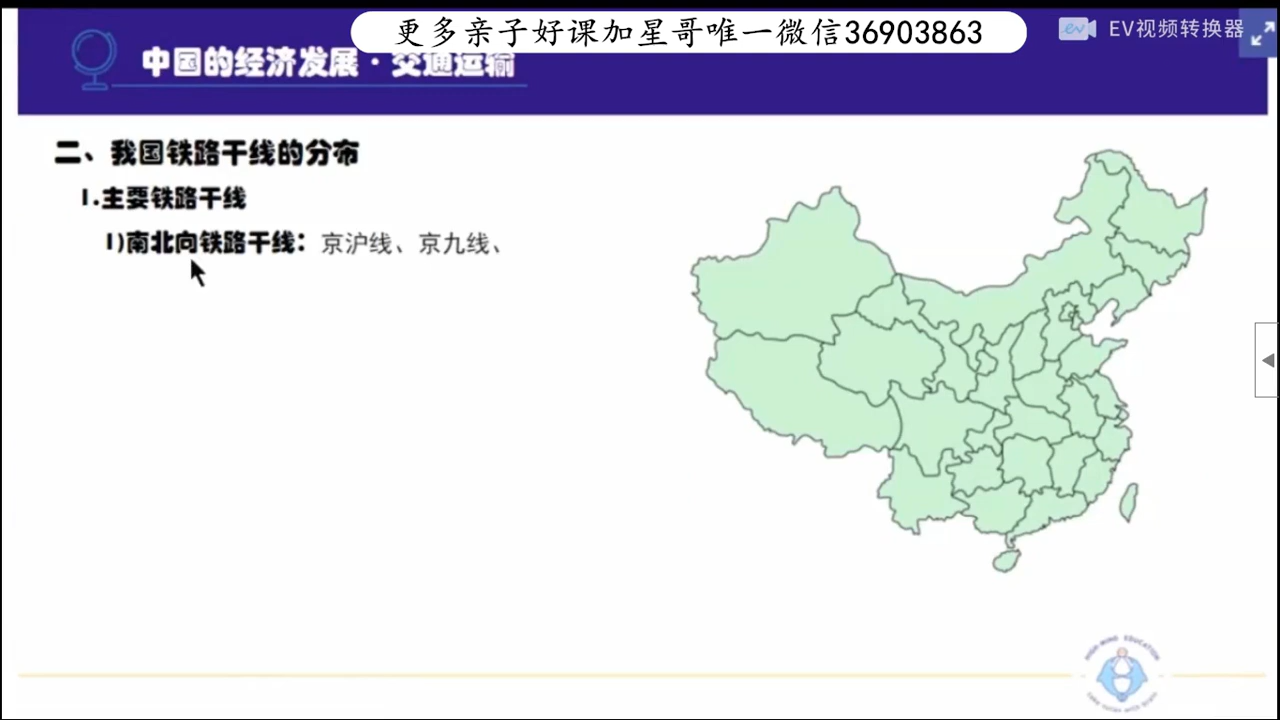 更多亲子好课加星哥唯一微信36903863
EV视频转换器
中国的经济发展·交通运输
二、我国铁路干线的分布
1.主要铁路干线
1)南北向铁路干线：京沪线、京九线、
HIGH-MIND EDUCATION